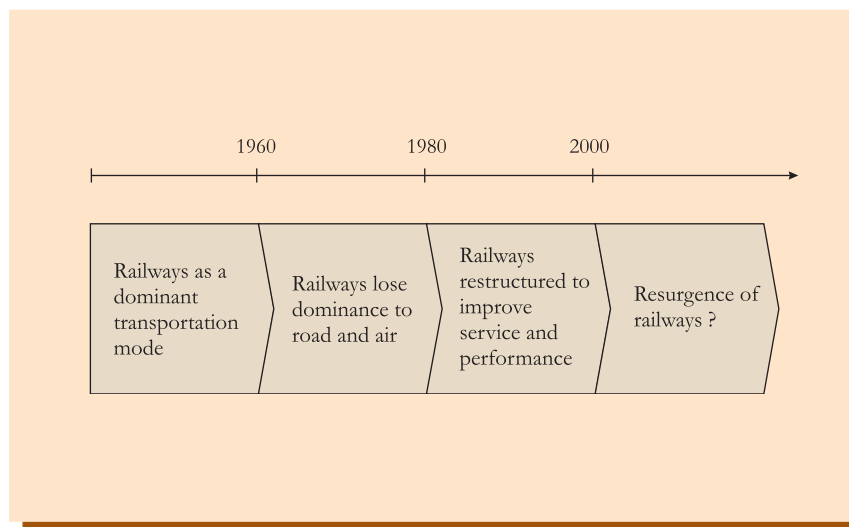 1960 1980 2000
Railways as a
dominant
transportation
mode
Railways lose
dominance to
road and air
Railways
restructured to
improve
service and
performance
Resurgence of
railways ?